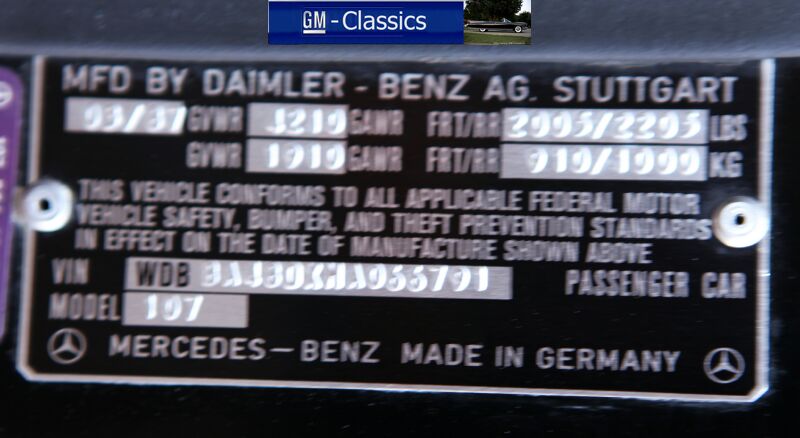 GM-Classics
MFD BY DAIMLER-BENZ AG. STUTTGART
GVWR GAWR FRT/RR LBS
GVWR GAWR FRT/RR KG
THIS VEHICLE CONFORMS TO ALL APPLICABLE FEDERAL MOTOR
VEHICLE SAFETY, BUMPER, AND THEFT PREVENTION STANDARDS
IN EFFECT ON THE DATE OF MANUFACTURE SHOWN ABOVE
VIN WDB PASSENGER CAR
MODEL 107
MERCEDES-BENZ MADE IN GERMANY